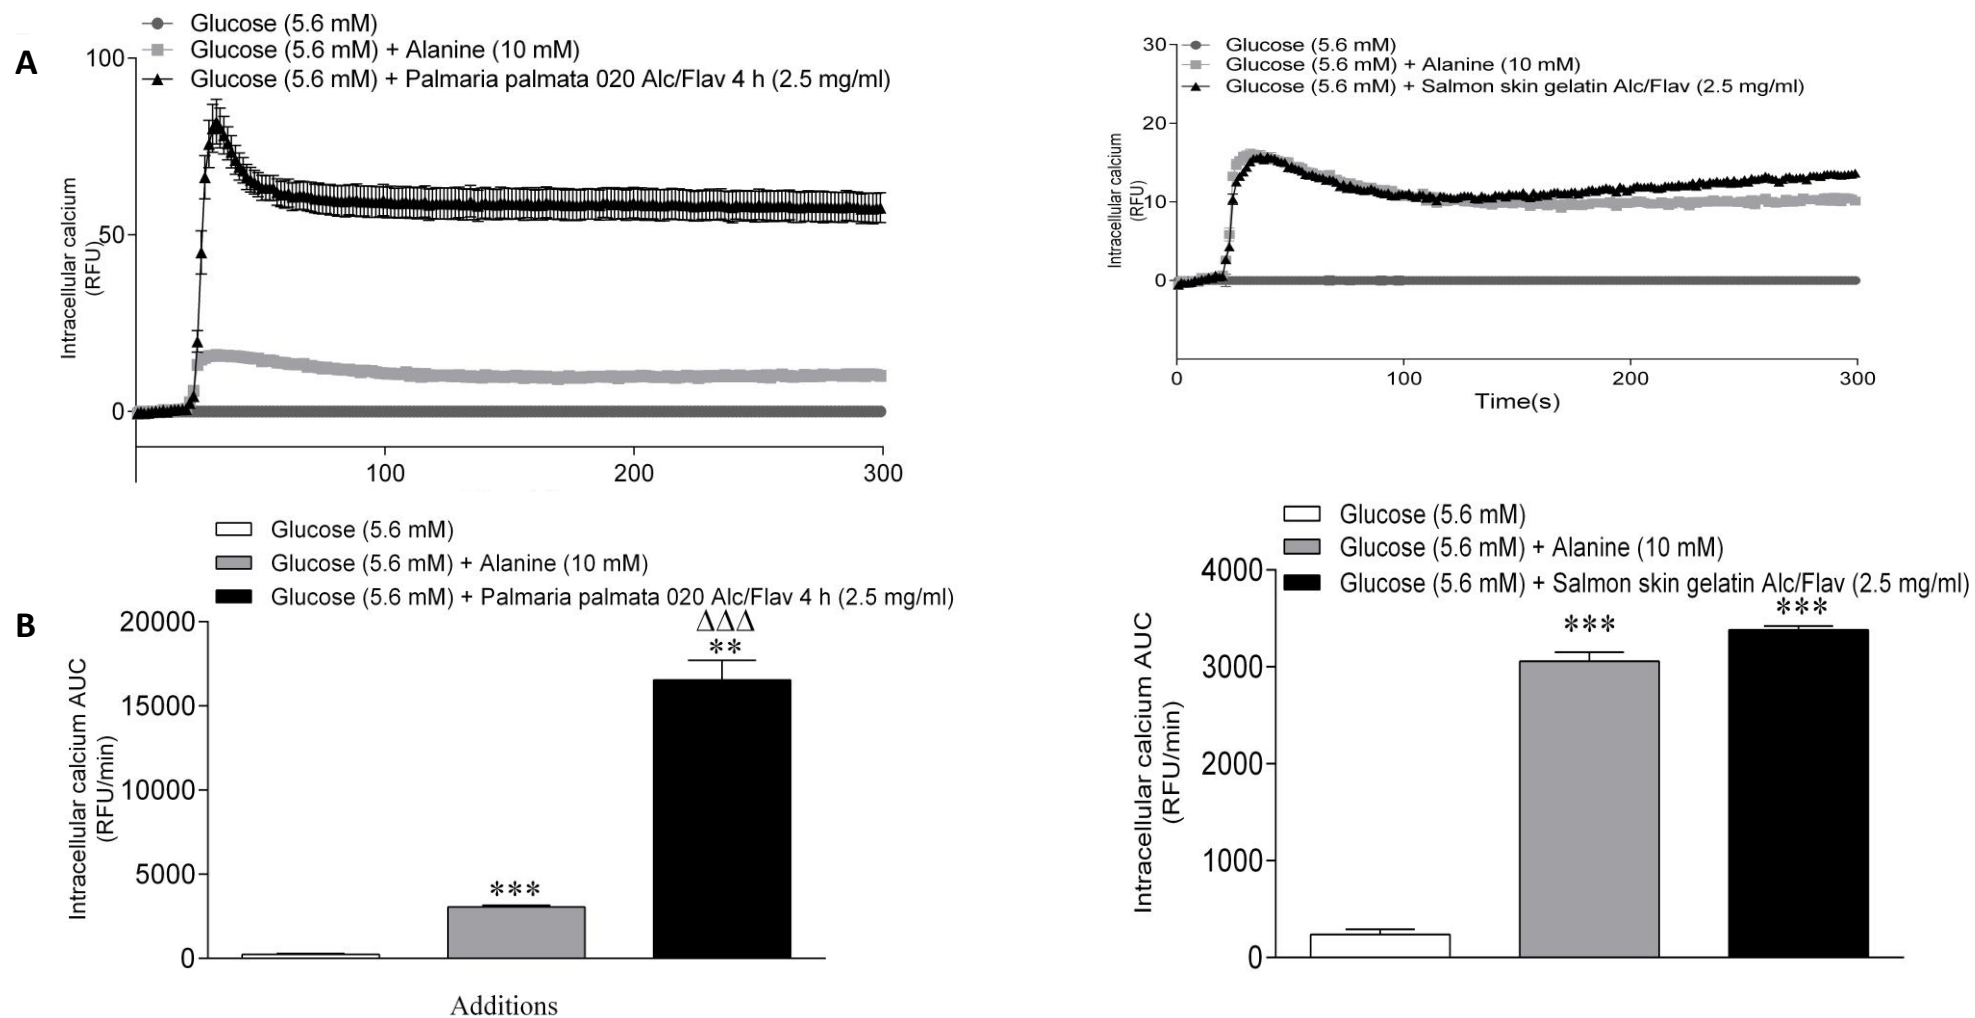 A
Glucose (5.6 mM)
Glucose (5.6 mM) + Alanine (10 mM)
Glucose (5.6 mM) + Palmaria palmata 020 Alc/Flav 4 h (2.5 mg/ml)
100
50
0
Intracellular calcium
(RFU)
100
200
300
Glucose (5.6 mM)
Glucose (5.6 mM) + Alanine (10 mM)
Glucose (5.6 mM) + Salmon skin gelatin Alc/Flav (2.5 mg/ml)
30
20
10
0
Intracellular calcium
(RFU)
0
100
200
300
Time(s)
B
Glucose (5.6 mM)
Glucose (5.6 mM) + Alanine (10 mM)
Glucose (5.6 mM) + Palmaria palmata 020 Alc/Flav 4 h (2.5 mg/ml)
20000
15000
10000
5000
0
Intracellular calcium AUC
(RFU/min)
***
ΔΔΔ
**
Additions
Glucose (5.6 mM)
Glucose (5.6 mM) + Alanine (10 mM)
Glucose (5.6 mM) + Salmon skin gelatin Alc/Flav (2.5 mg/ml)
4000
3000
2000
1000
0
Intracellular calcium AUC
(RFU/min)
***
***